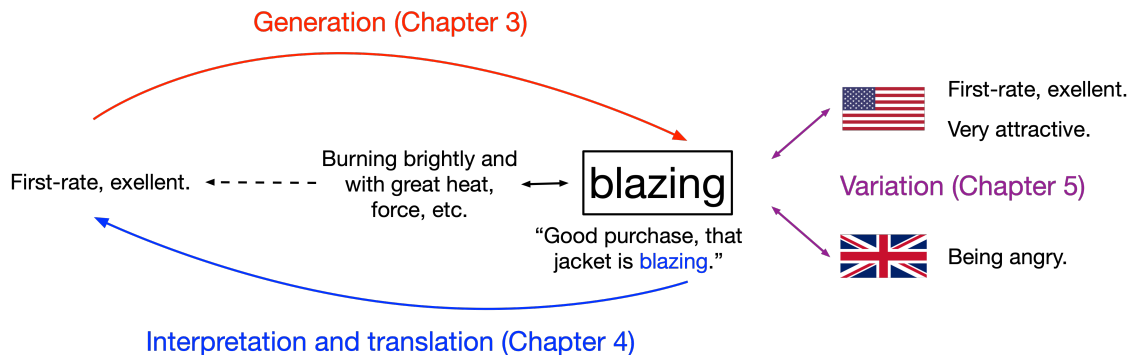 Generation (Chapter 3)
First-rate, exellent.
Burning brightly and
with great heat,
force, etc.
blazing
“Good purchase, that
jacket is blazing.”
First-rate, exellent.
Very attractive.
Variation (Chapter 5)
Being angry.
Interpretation and translation (Chapter 4)